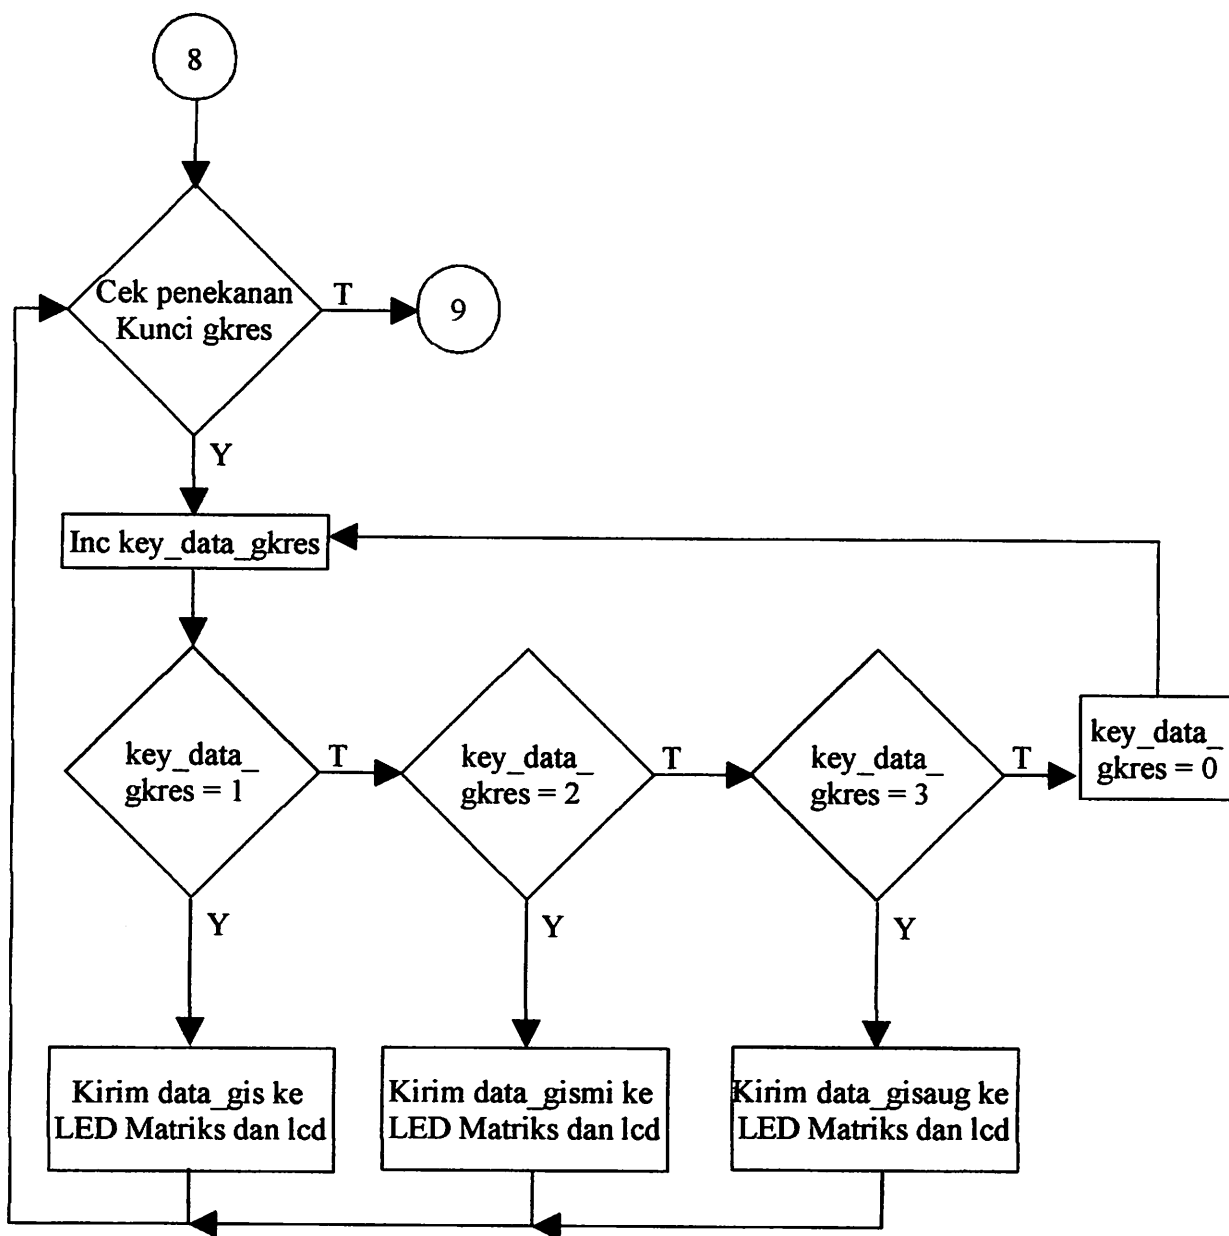 8
Cek penekanan
Kunci gkres
T
9
Y
Inc key_data_gkres
key_data_
gkres = 1
T
key_data_
gkres = 2
T
key_data_
gkres = 3
T
key_data_
gkres = 0
Y
Y
Y
Kirim data_gis ke
LED Matriks dan lcd
Kirim data_gismi ke
LED Matriks dan lcd
Kirim data_gisaug ke
LED Matriks dan lcd